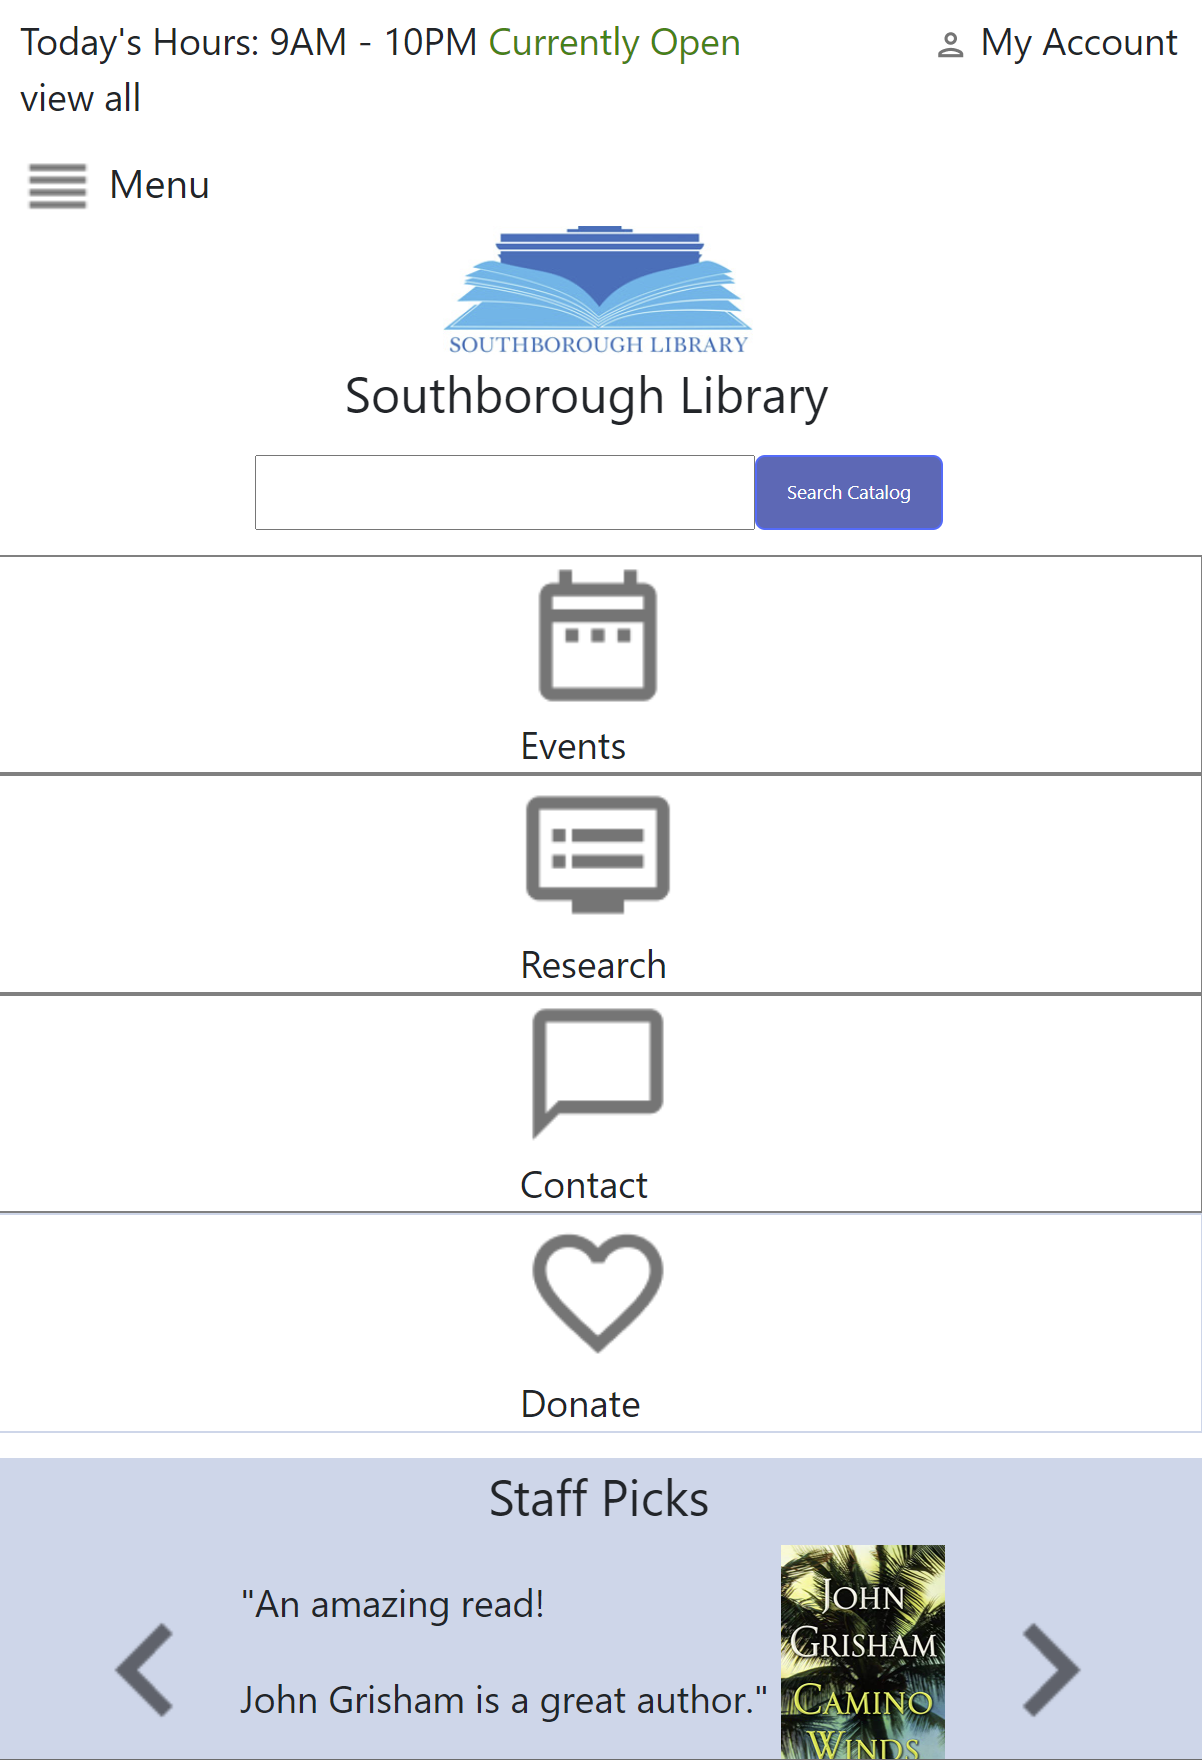 Today's Hours: 9AM - 10PM Currently Open
My Account
view all
Menu
SOUTHBOROUGH LIBRARY
Southborough Library
Search Catalog
Events
Research
Contact
Donate
Staff Picks
"An amazing read!
John Grisham is a great author."
JOHN
GRISHAM
CAMINO
WINDS